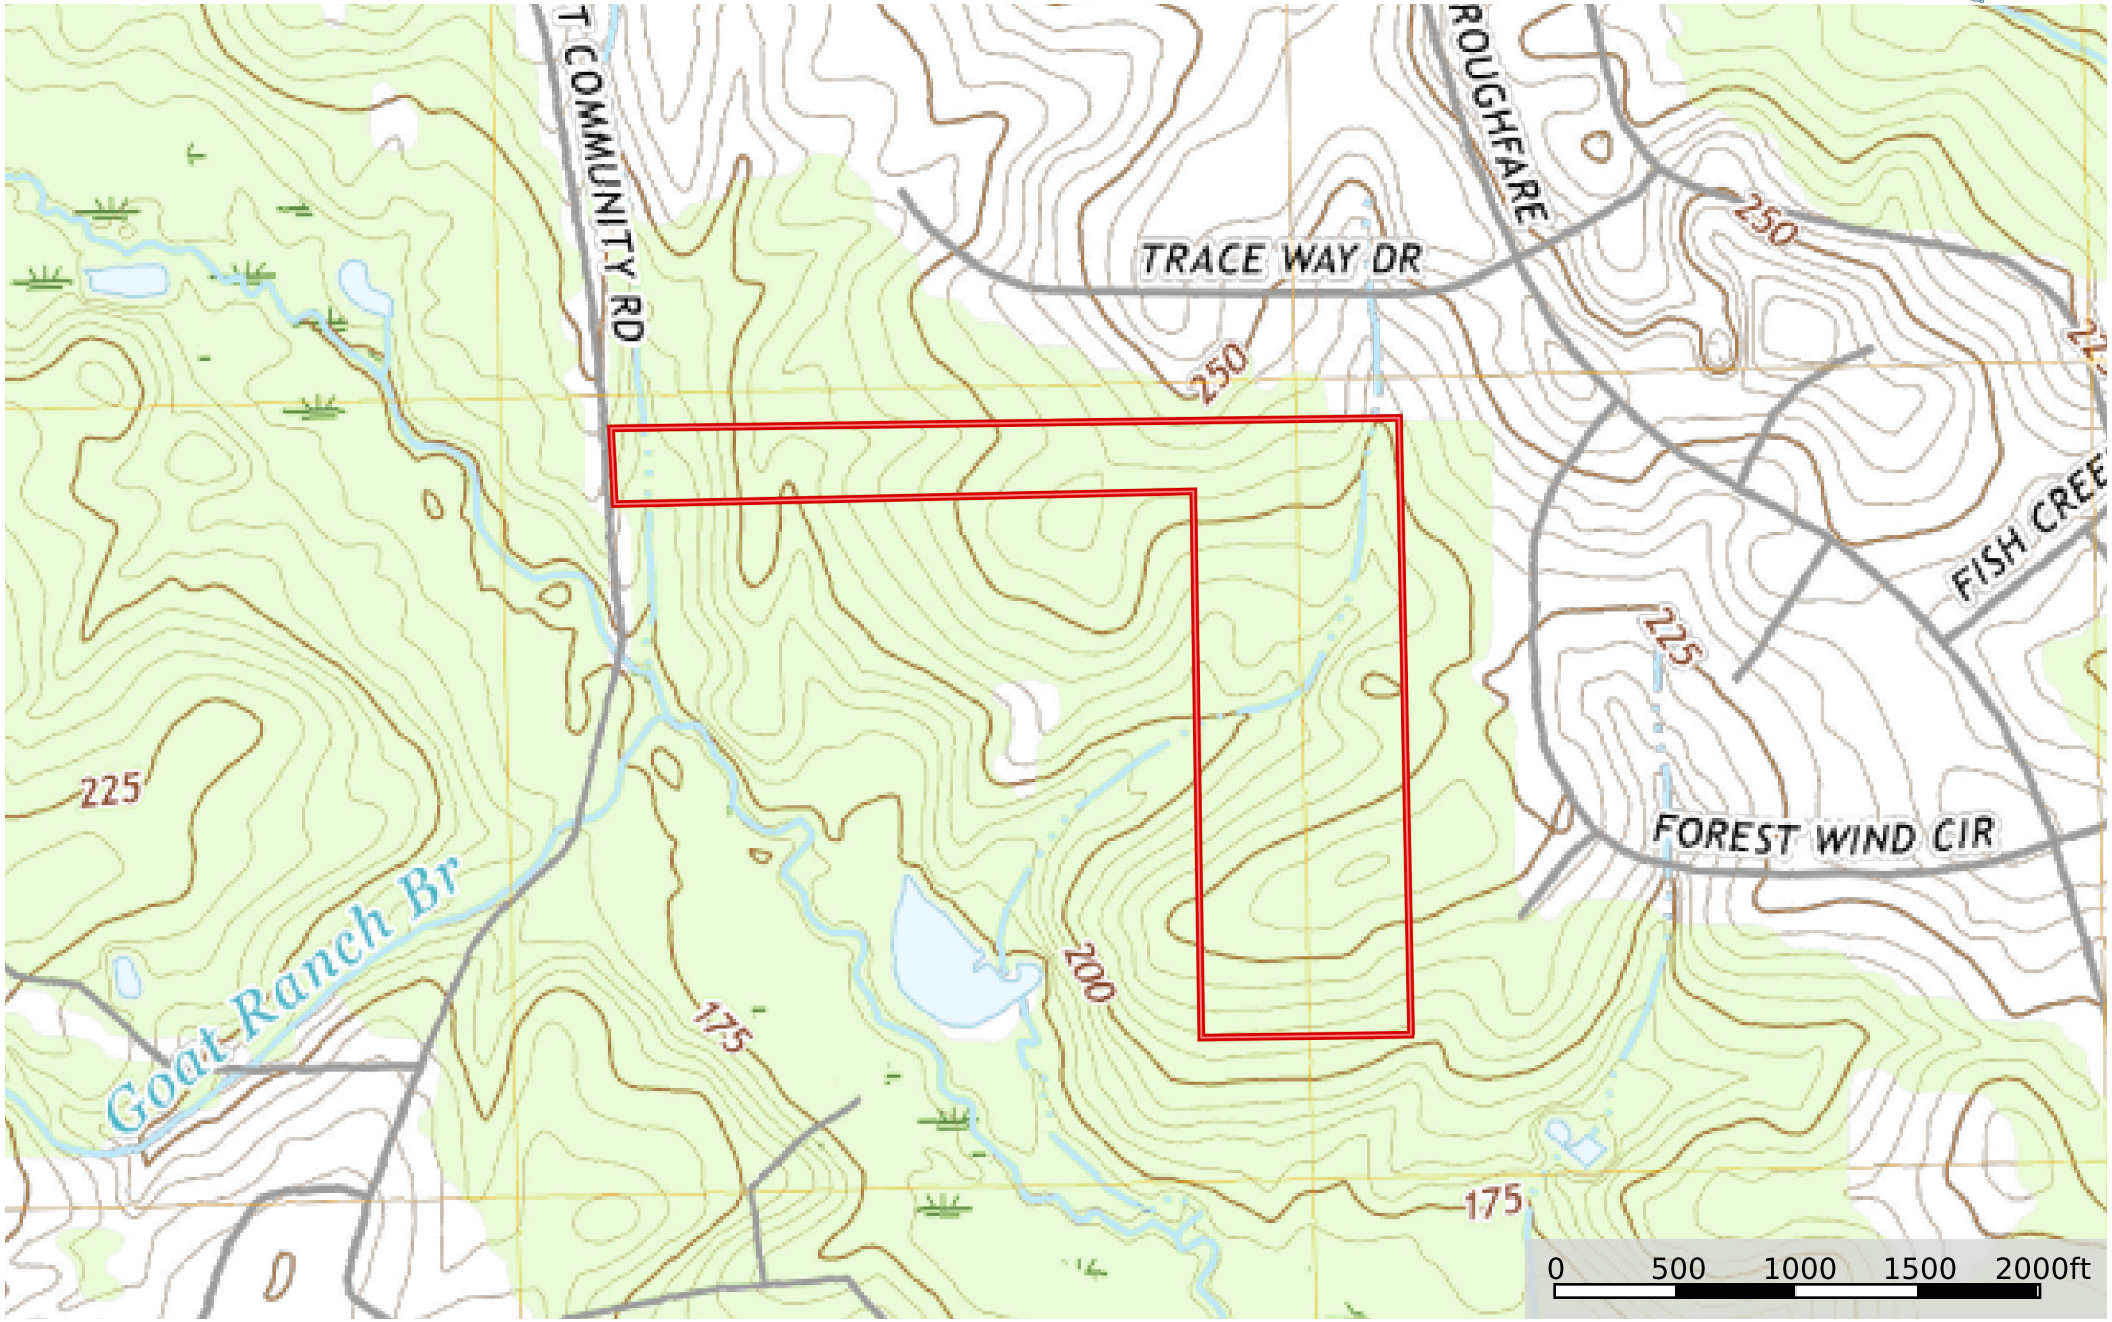 T COMMUNITY RD
ROUGHFARE
250
TRACE WAY DR
250
FISH CREE
225
225
FOREST WIND CIR
Goat Ranch Br
200
175
175
0 500 1000 1500 2000ft